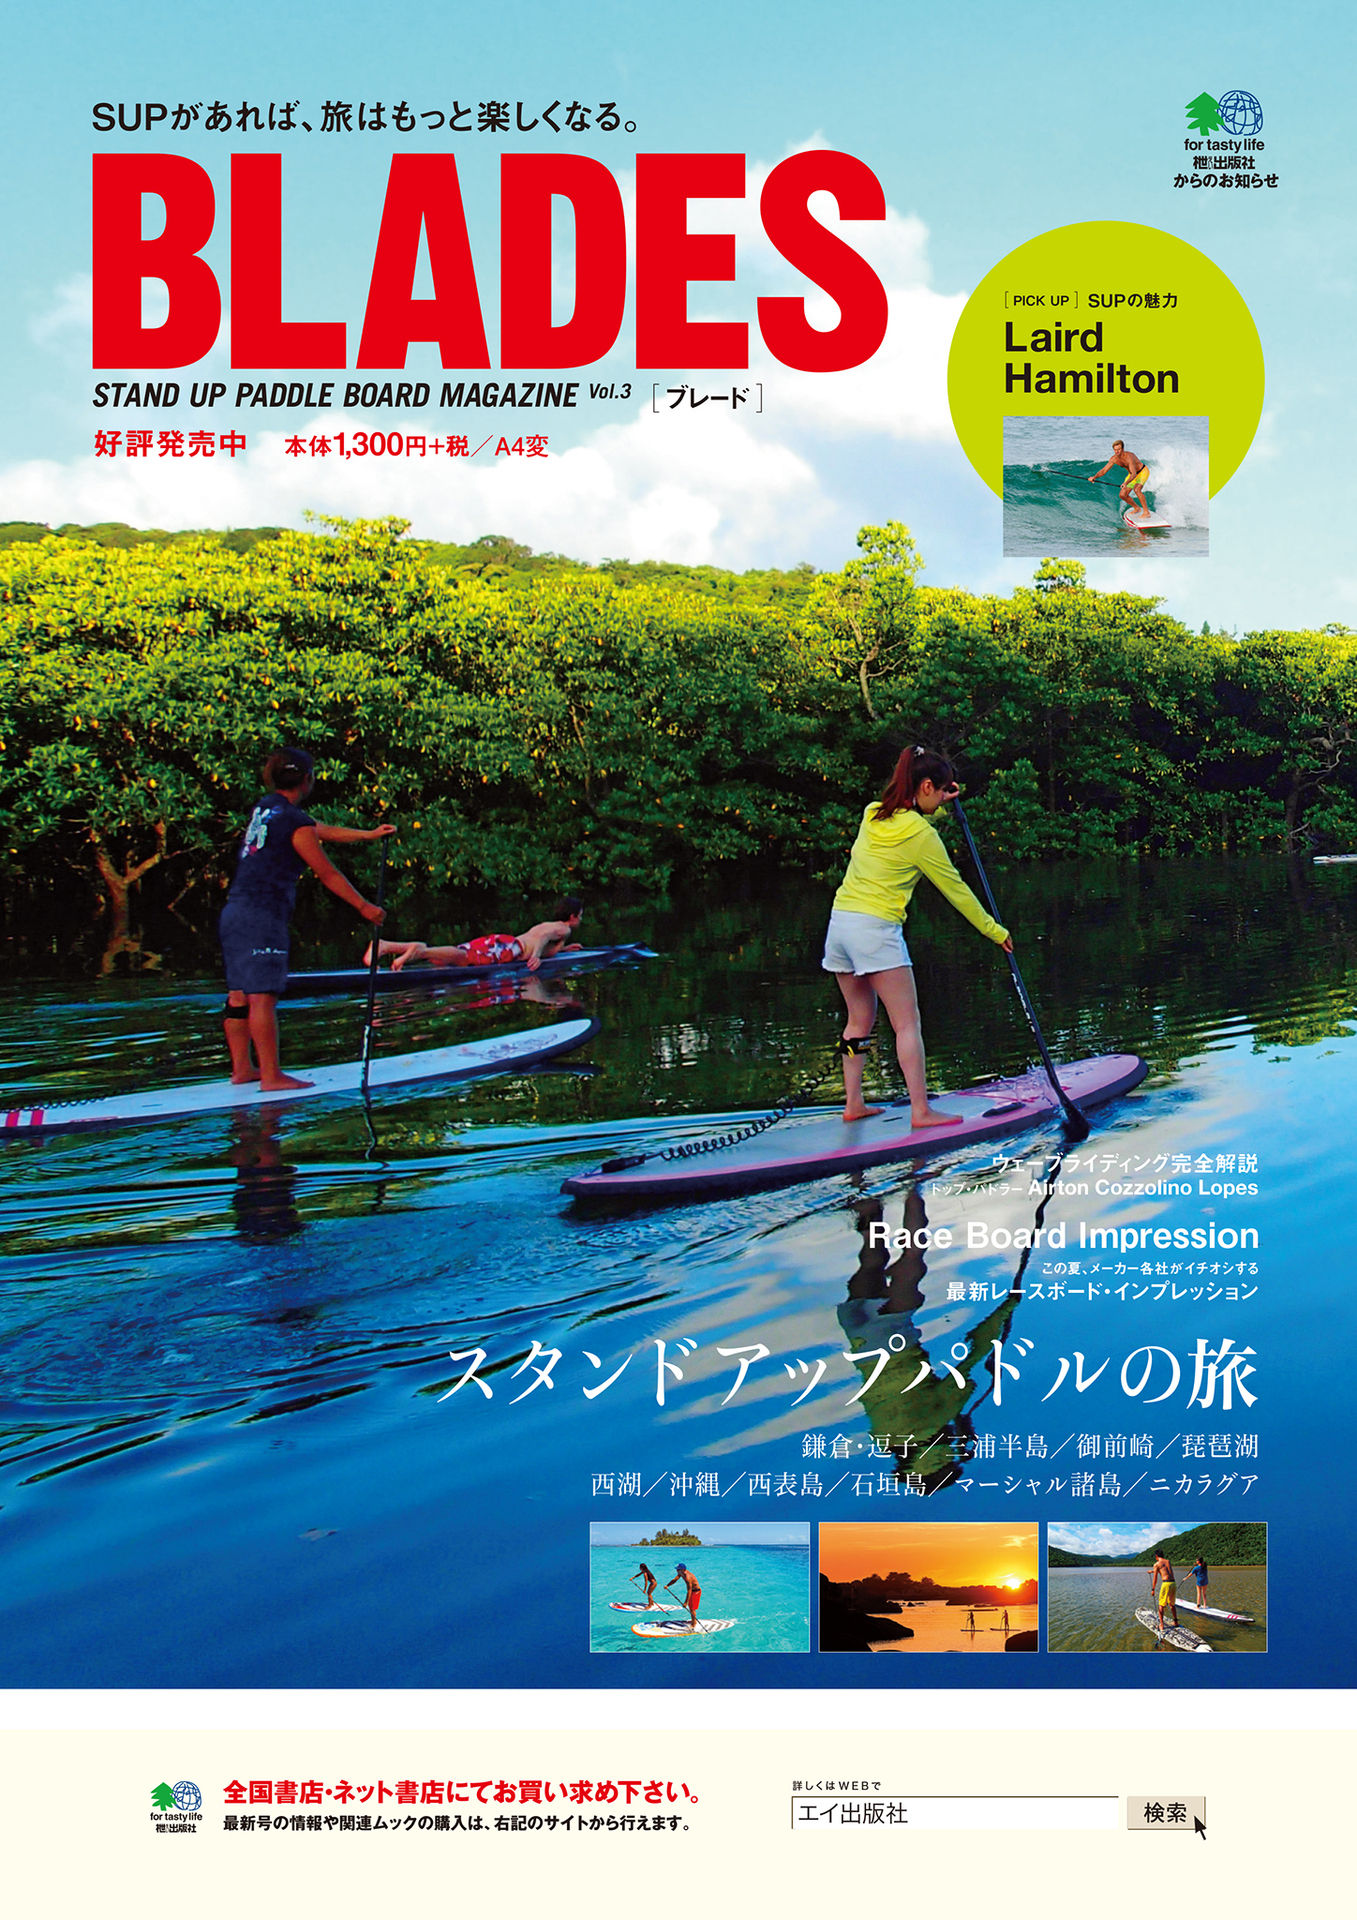 SUPがあれば、旅はもっと楽しくなる。
BLADES
STAND UP PADDLE BOARD MAGAZINE Vol.3 [ブレード]
好評発売中 本体1,300円+税／A4変
for tasty life
枻出版社
からのお知らせ
[PICK UP] SUPの魅力
Laird
Hamilton
ウェーブライディング完全解説
トップ・パドラー Airton Cozzolino Lopes
Race Board Impression
この夏、メーカー各社がイチオシする
最新レースボード・インプレッション
スタンドアップパドルの旅
鎌倉・逗子／三浦半島／御前崎／琵琶湖
西湖／沖縄／西表島／石垣島／マーシャル諸島／ニカラグア
for tasty life
枻出版社
全国書店・ネット書店にてお買い求め下さい。
最新号の情報や関連ムックの購入は、右記のサイトから行えます。
詳しくはWEBで
エイ出版社 検索